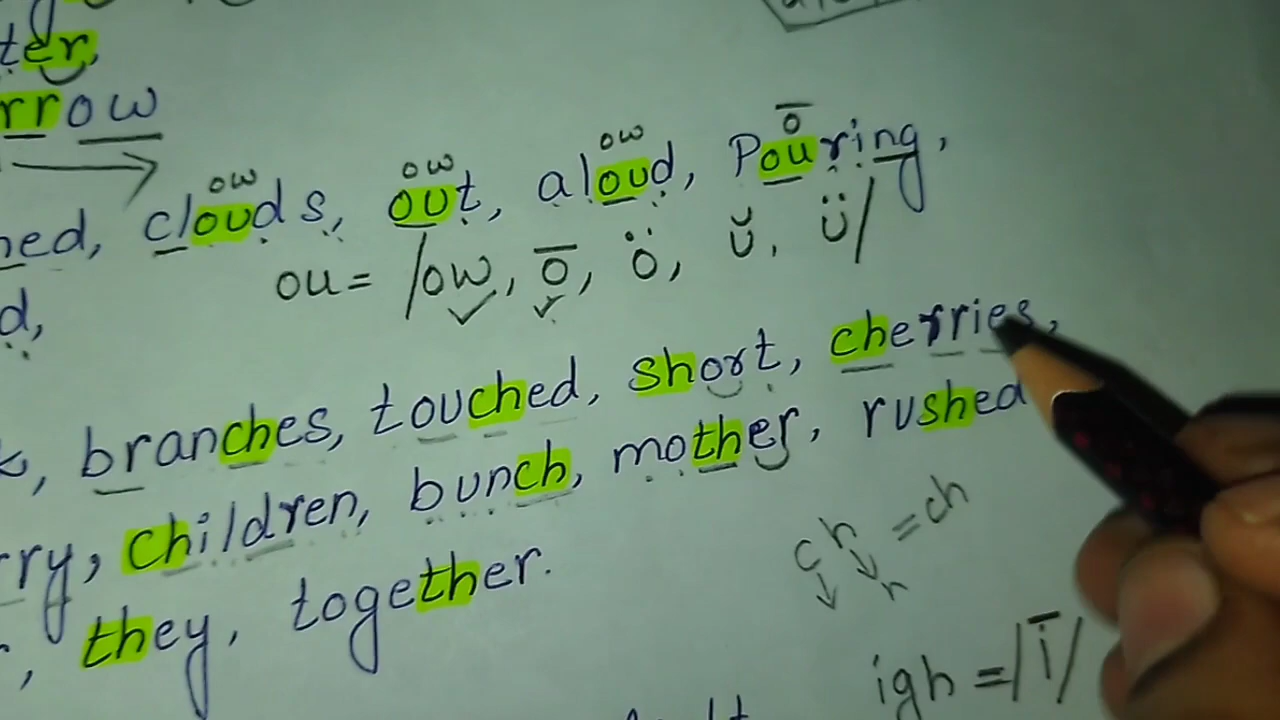 ter,
rrow
ow ow ow ō
ned, clouds, out, aloud, Pouring,
ou = /ow, ō, ö, ŭ, ü/
d,
branches, touched, short, cherries,
rry, children, bunch, mother, rushed
ch = ch
h
they, together.
igh = /ī/